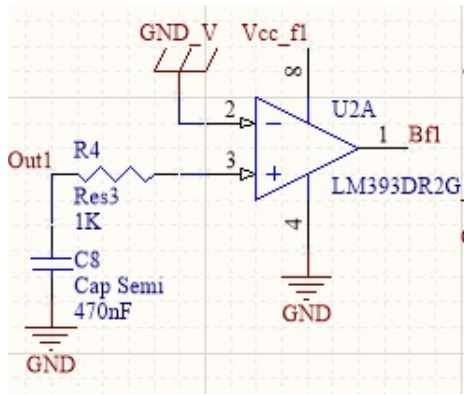 GND_V
Vcc_f1
8
U2A
2
1
Bf1
Out1
R4
3
Res3
1K
LM393DR2G
4
C8
Cap Semi
470nF
GND
GND